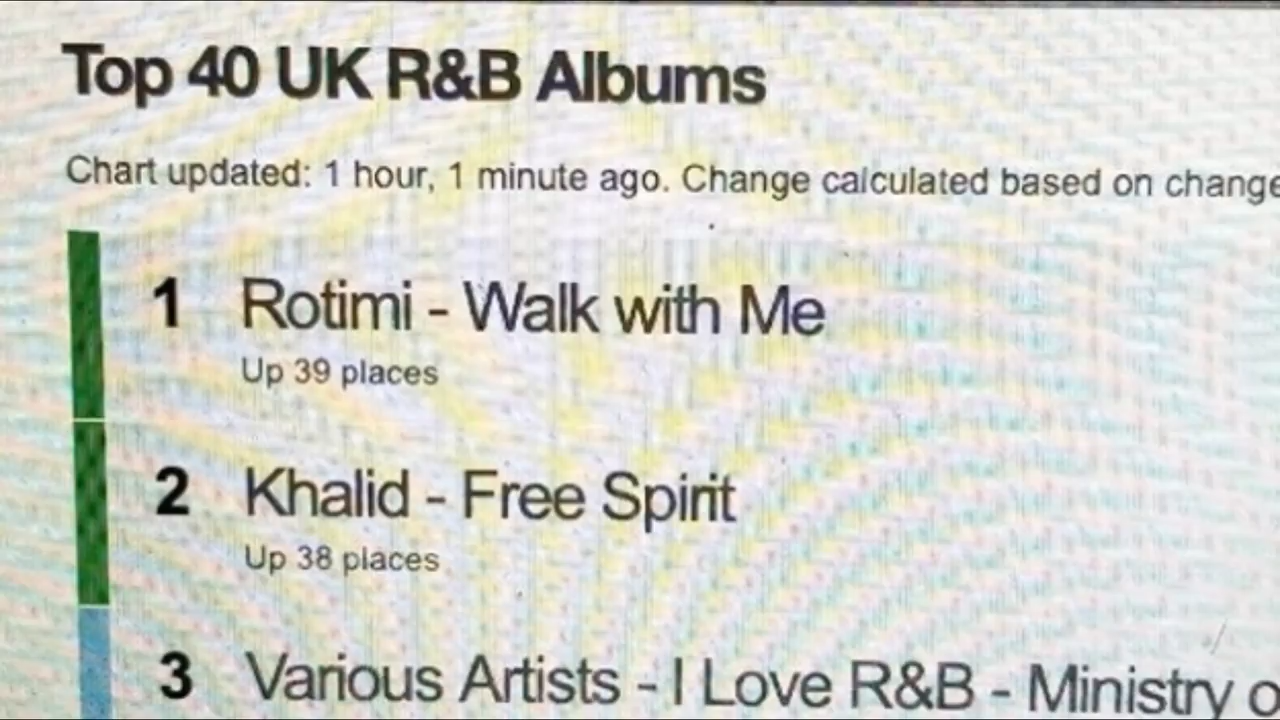 Top 40 UK R&B Albums
Chart updated: 1 hour, 1 minute ago. Change calculated based on change
1 Rotimi - Walk with Me
Up 39 places
2 Khalid - Free Spirit
Up 38 places
3 Various Artists - I Love R&B - Ministry o